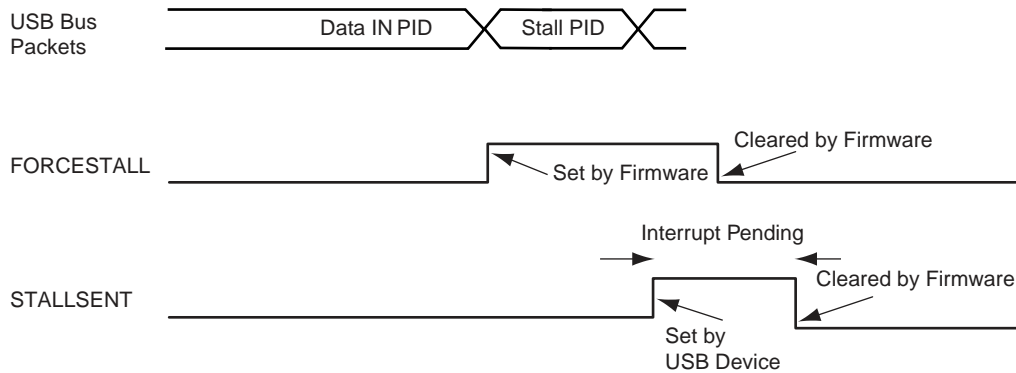 USB Bus
Packets
Data IN PID
Stall PID
FORCESTALL
Set by Firmware
Cleared by Firmware
Interrupt Pending
STALLSENT
Cleared by Firmware
Set by
USB Device